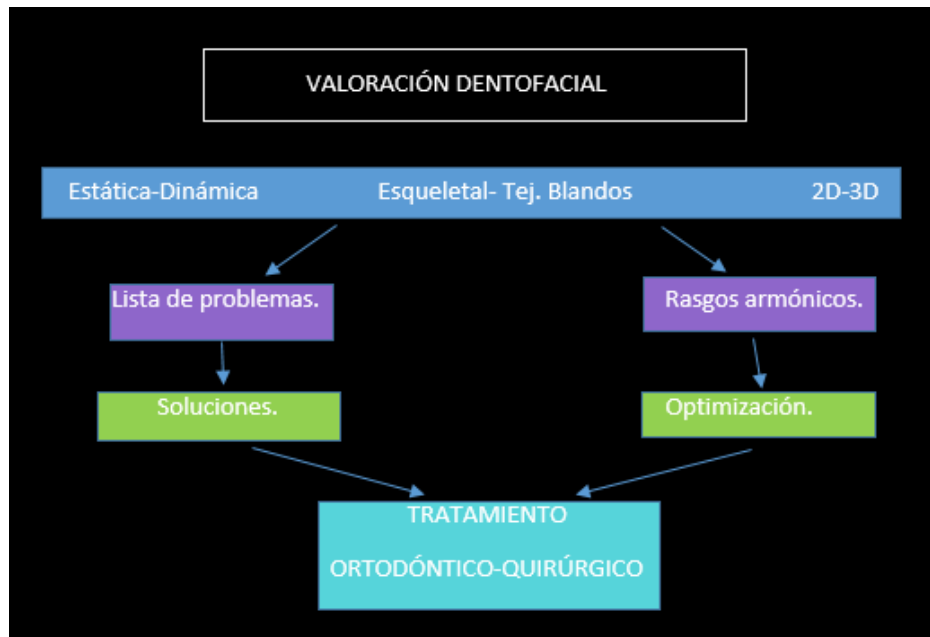 VALORACIÓN DENTOFACIAL
Estática-Dinámica Esqueletal- Tej. Blandos 2D-3D
Lista de problemas. Rasgos armónicos.
Soluciones. Optimización.
TRATAMIENTO
ORTODÓNTICO-QUIRÚRGICO